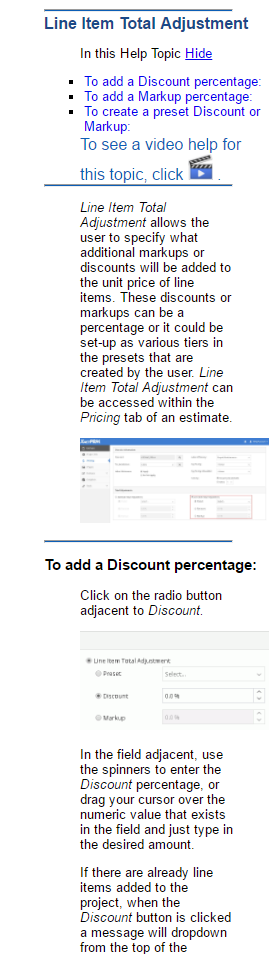 Line Item Total Adjustment
In this Help Topic Hide
To add a Discount percentage:
To add a Markup percentage:
To create a preset Discount or
Markup:
To see a video help for
this topic, click .
Line Item Total
Adjustment allows the
user to specify what
additional markups or
discounts will be added to
the unit price of line
items. These discounts or
markups can be a
percentage or it could be
set-up as various tiers in
the presets that are
created by the user. Line
Item Total Adjustment can
be accessed within the
Pricing tab of an estimate.
To add a Discount percentage:
Click on the radio button
adjacent to Discount.
Line Item Total Adjustment
Preset Select...
Discount 0.0 %
Markup 0.0 %
In the field adjacent, use
the spinners to enter the
Discount percentage, or
drag your cursor over the
numeric value that exists
in the field and just type in
the desired amount.
If there are already line
items added to the
project, when the
Discount button is clicked
a message will dropdown
from the top of the